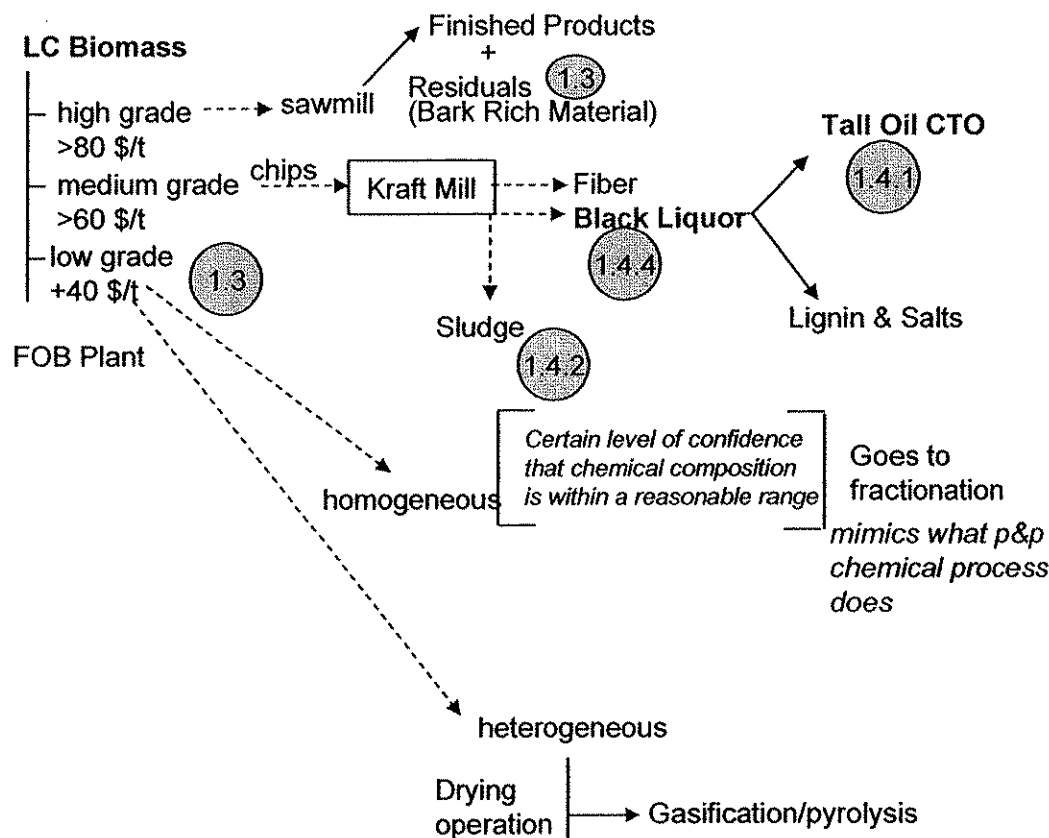 LC Biomass
high grade
>80 $/t
medium grade
>60 $/t
low grade
+40 $/t
1.3
FOB Plant
sawmill
Finished Products
+
Residuals
(Bark Rich Material)
1.3
chips
Kraft Mill
Fiber
Black Liquor
1.4.4
Tall Oil CTO
1.4.1
Lignin & Salts
Sludge
1.4.2
homogeneous
Certain level of confidence
that chemical composition
is within a reasonable range
Goes to
fractionation
mimics what p&p
chemical process
does
heterogeneous
Drying
operation
Gasification/pyrolysis